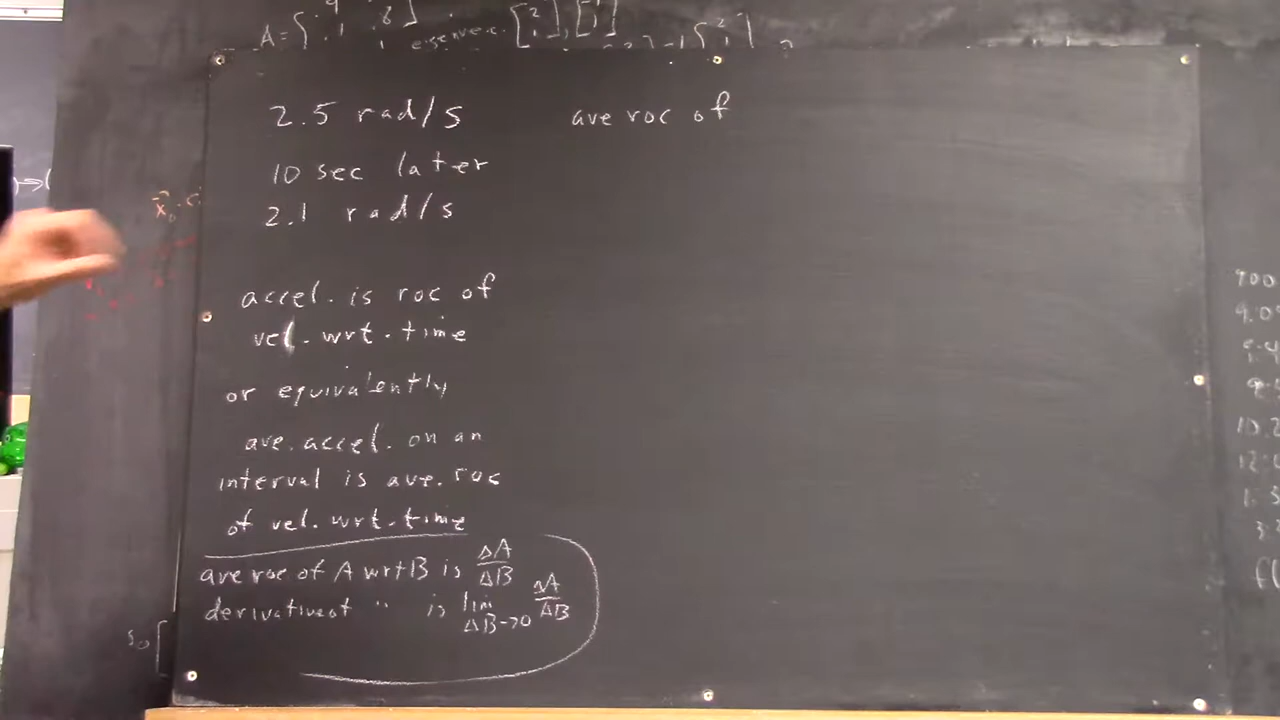 A=
eigenvec.
2.5 rad/s
ave roc of
10 sec later
2.1 rad/s
accel. is roc of
vel. wrt. time
or equivalently
ave. accel. on an
interval is ave. roc
of vel. wrt. time
ave roc of A wrt B is ΔA/ΔB
derivative of " is lim ΔB→0 ΔA/ΔB